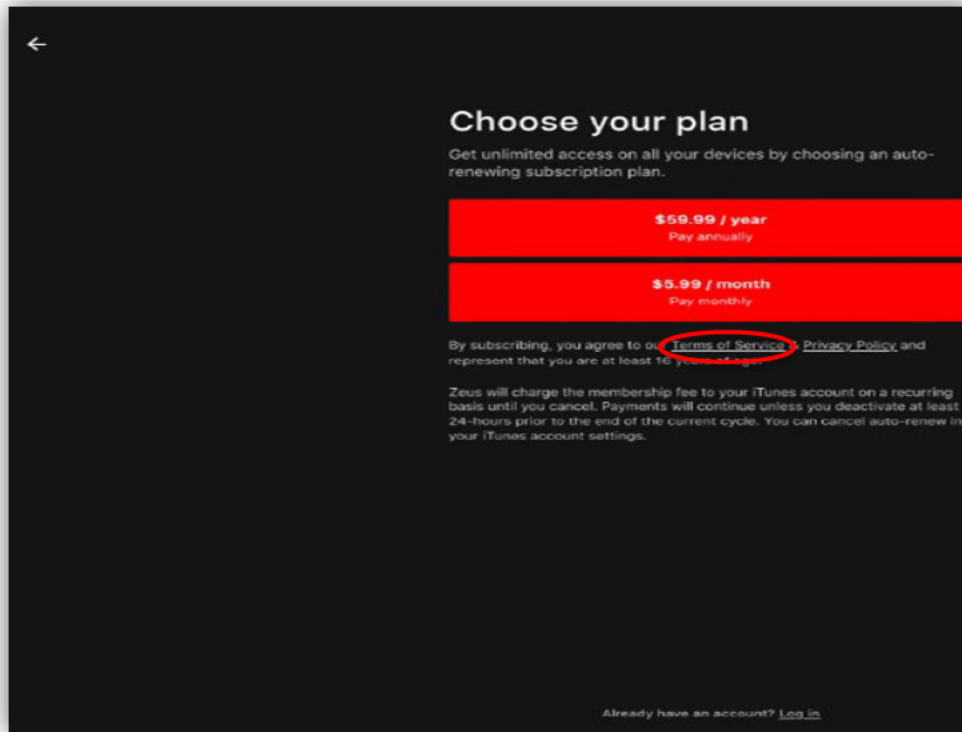 Choose your plan
Get unlimited access on all your devices by choosing an auto-
renewing subscription plan.
$59.99 / year
Pay annually
$5.99 / month
Pay monthly
By subscribing, you agree to our Terms of Service & Privacy Policy and
represent that you are at least 16 years of age.
Zeus will charge the membership fee to your iTunes account on a recurring
basis until you cancel. Payments will continue unless you deactivate at least
24-hours prior to the end of the current cycle. You can cancel auto-renew in
your iTunes account settings.
Already have an account? Log in